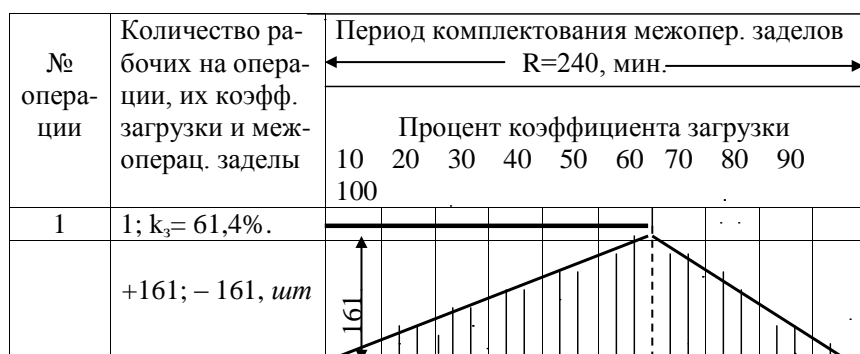 №
опера-
ции
Количество ра-
бочих на опера-
ции, их коэфф.
загрузки и меж-
операц. заделы
Период комплектования межопер. заделов
R=240, мин.
Процент коэффициента загрузки
10 20 30 40 50 60 70 80 90
100
1
1; kз= 61,4%.
+161; – 161, шт
161